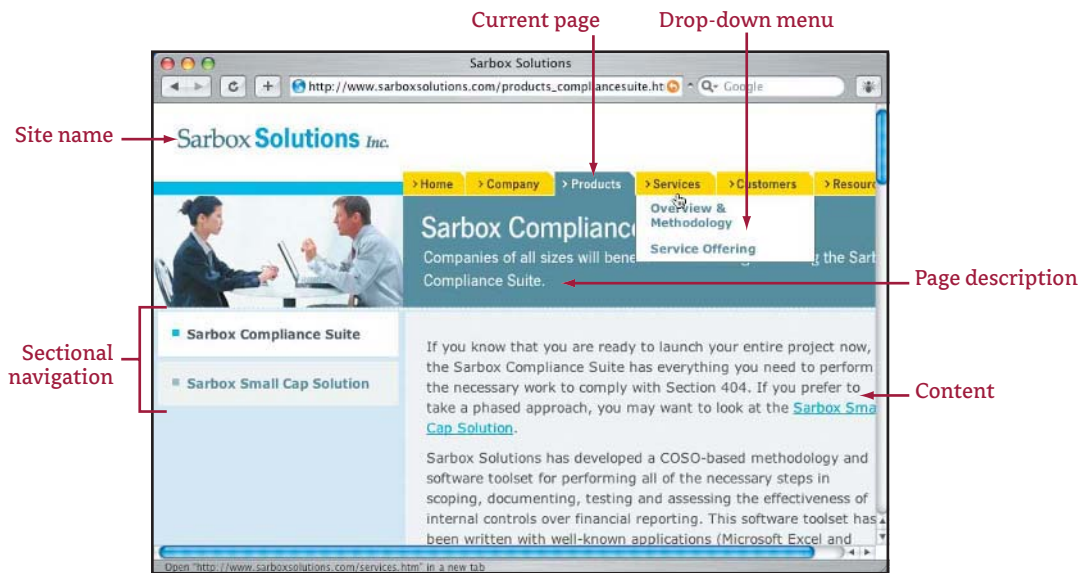 Current page
Drop-down menu
Sarbox Solutions
http://www.sarboxsolutions.com/products_compliancesuite.ht
Google
Site name
Sarbox Solutions Inc.
Home
Company
Products
Services
Customers
Resourc
Overview &
Methodology
Service Offering
Sarbox Complianc
Companies of all sizes will bene
g the Sarb
Compliance Suite.
Page description
Sectional
navigation
Sarbox Compliance Suite
Sarbox Small Cap Solution
If you know that you are ready to launch your entire project now,
the Sarbox Compliance Suite has everything you need to perform
the necessary work to comply with Section 404. If you prefer to
take a phased approach, you may want to look at the Sarbox Sma
Cap Solution.
Content
Sarbox Solutions has developed a COSO-based methodology and
software toolset for performing all of the necessary steps in
scoping, documenting, testing and assessing the effectiveness of
internal controls over financial reporting. This software toolset has
been written with well-known applications (Microsoft Excel and
Open "http://www.sarboxsolutions.com/services.htm" in a new tab